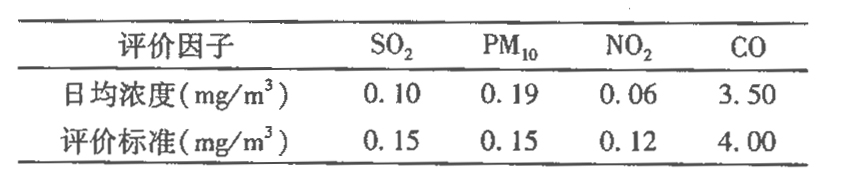 评价因子 SO₂ PM₁₀ NO₂ CO
日均浓度(mg/m³) 0.10 0.19 0.06 3.50
评价标准(mg/m³) 0.15 0.15 0.12 4.00